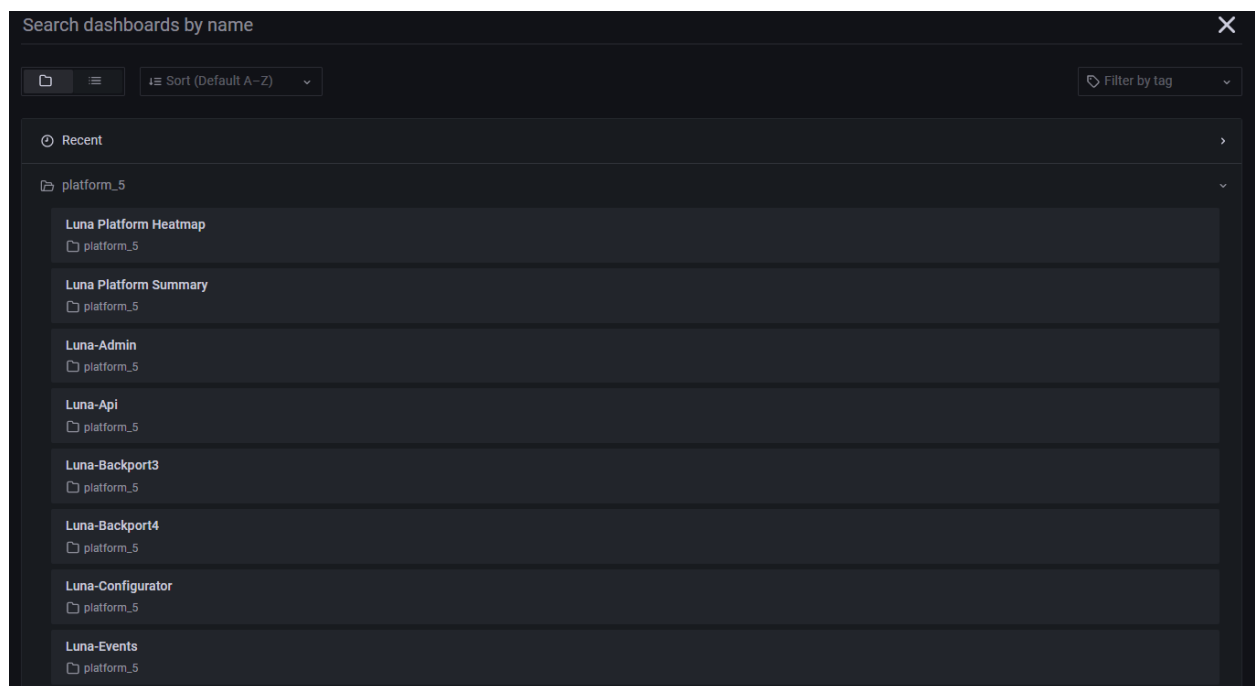 Search dashboards by name
Sort (Default A–Z)
Filter by tag
Recent
platform_5
Luna Platform Heatmap
platform_5
Luna Platform Summary
platform_5
Luna-Admin
platform_5
Luna-Api
platform_5
Luna-Backport3
platform_5
Luna-Backport4
platform_5
Luna-Configurator
platform_5
Luna-Events
platform_5